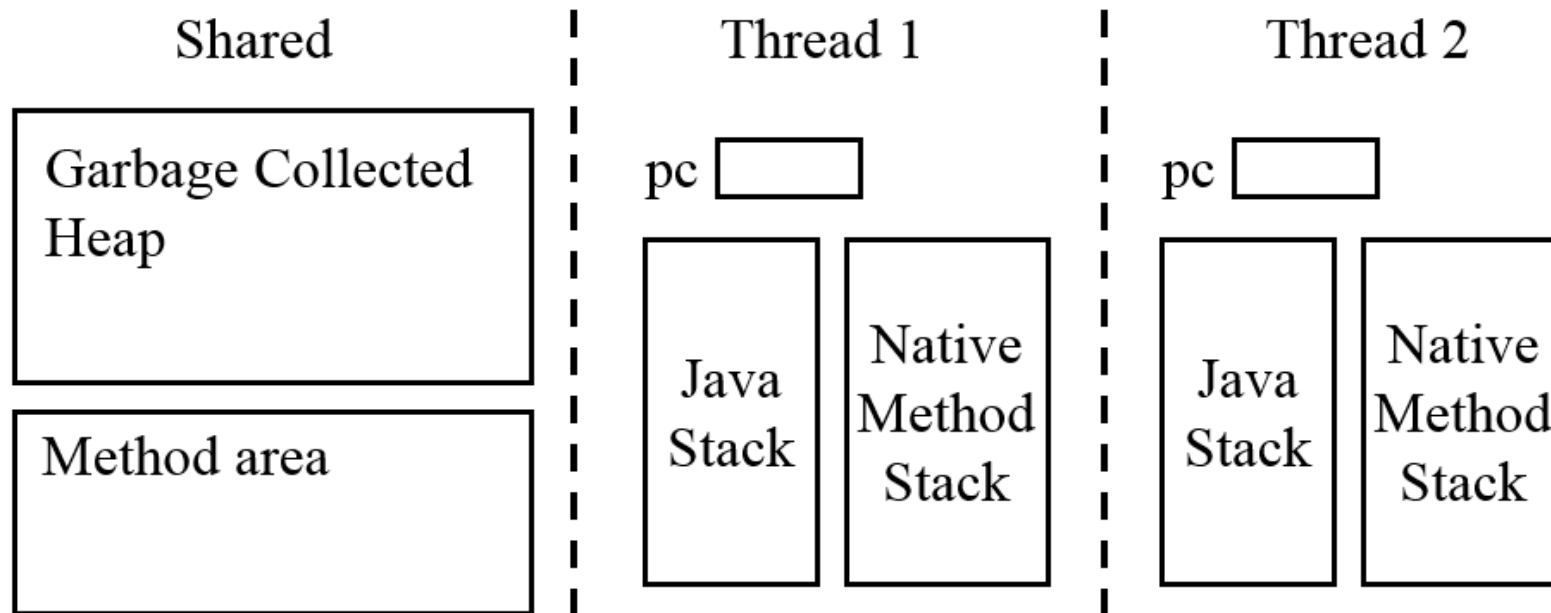 Shared
Garbage Collected
Heap
Method area
Thread 1
pc
Java
Stack
Native
Method
Stack
Thread 2
pc
Java
Stack
Native
Method
Stack